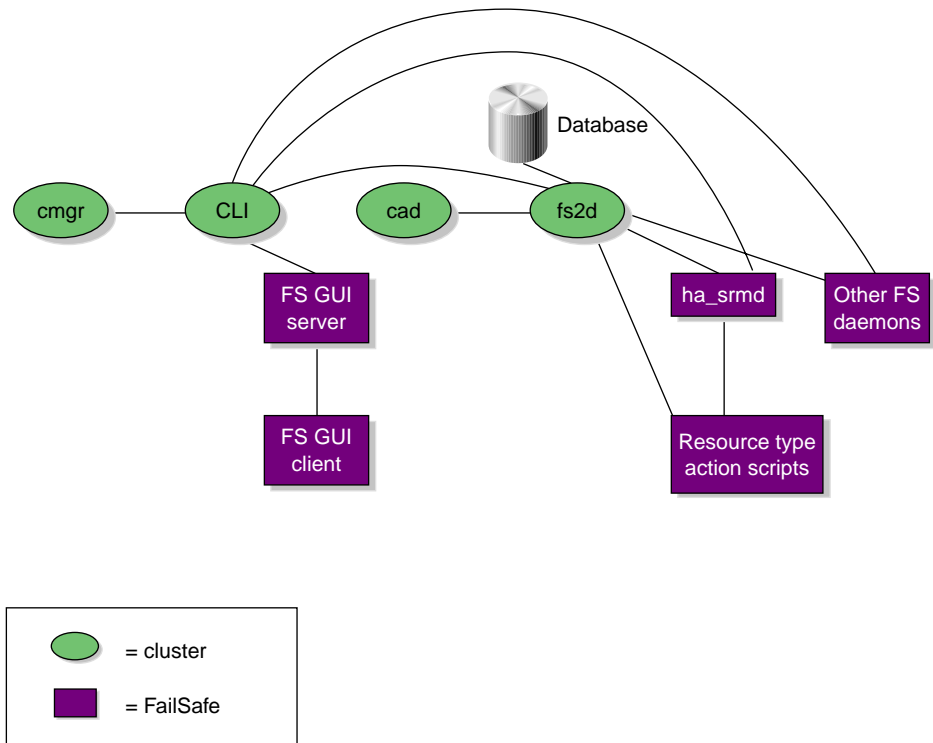 Database
cmgr
CLI
cad
fs2d
FS GUI
server
ha_srmd
Other FS
daemons
FS GUI
client
Resource type
action scripts
= cluster
= FailSafe